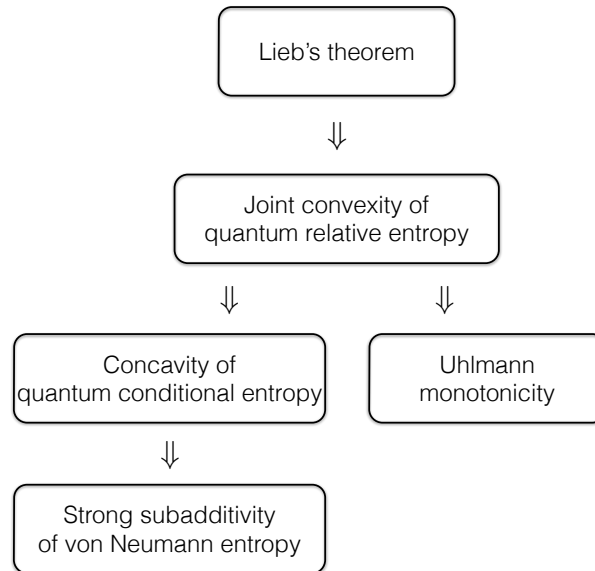 Lieb's theorem
⇓
Joint convexity of
quantum relative entropy
⇓ ⇓
Concavity of
quantum conditional entropy
Uhlmann
monotonicity
⇓
Strong subadditivity
of von Neumann entropy